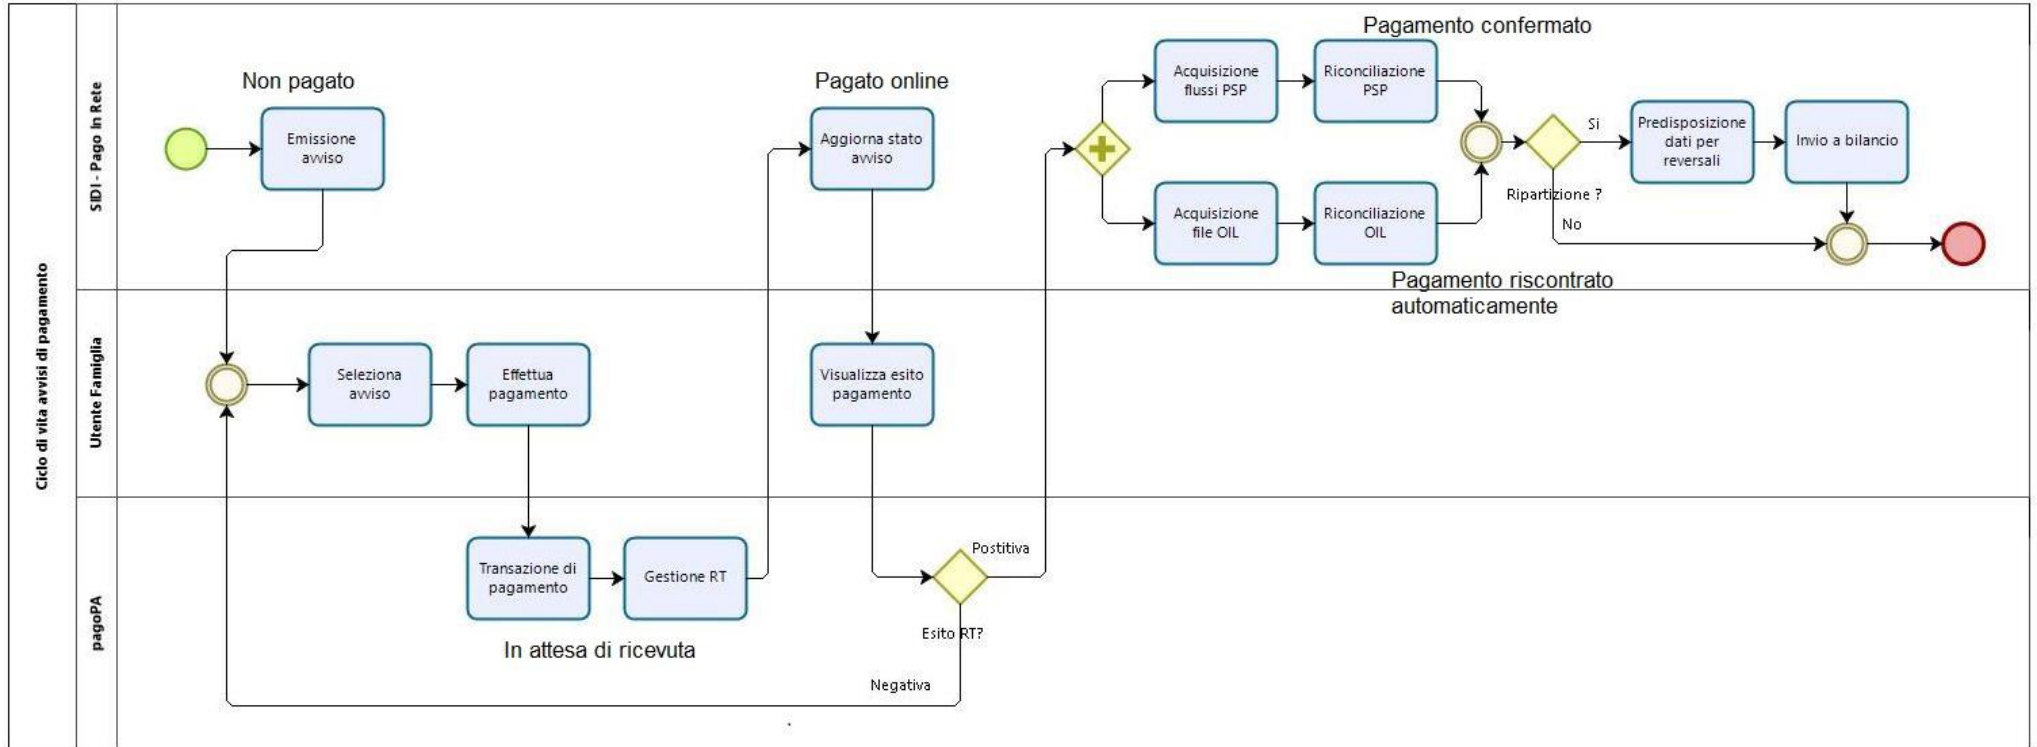 Ciclo di vita avvisi di pagamento
SIDI - Pago In Rete
Non pagato
Emissione
avviso
Pagato online
Aggiorna stato
avviso
Pagamento confermato
Acquisizione
flussi PSP
Riconciliazione
PSP
Acquisizione
file OIL
Riconciliazione
OIL
Pagamento riscontrato
automaticamente
Ripartizione ?
Si
No
Predisposizione
dati per
reversali
Invio a bilancio
Utente Famiglia
Seleziona
avviso
Effettua
pagamento
Visualizza esito
pagamento
pagoPA
Transazione di
pagamento
Gestione RT
In attesa di ricevuta
Postitiva
Esito RT?
Negativa